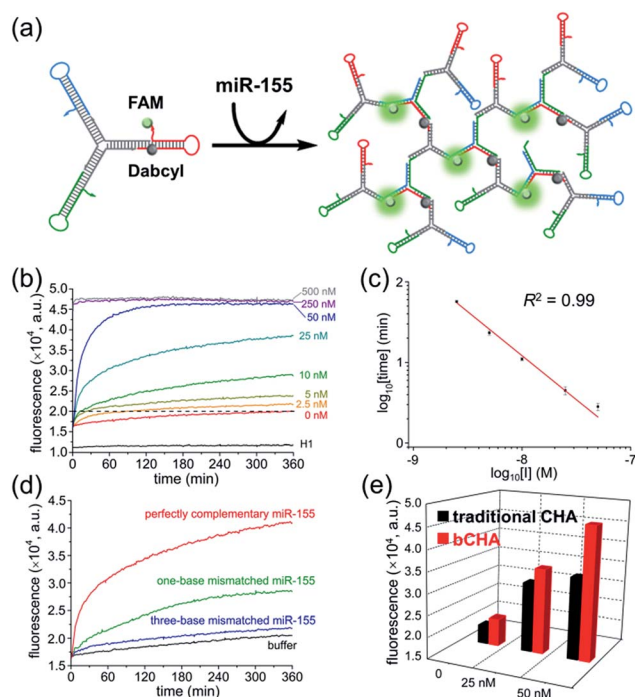 (a)
FAM
Dabcyl
miR-155
(b)
fluorescence (×10⁴, a.u.)
5.0
4.5
4.0
3.5
3.0
2.5
2.0
1.5
1.0
500 nM
250 nM
50 nM
25 nM
10 nM
5 nM
2.5 nM
0 nM
H1
0 60 120 180 240 300 360
time (min)
(c)
log₁₀[time] (min)
2
1
0
R² = 0.99
-9 -8 -7
log₁₀[I] (M)
(d)
fluorescence (×10⁴, a.u.)
4.5
4.0
3.5
3.0
2.5
2.0
1.5
perfectly complementary miR-155
one-base mismatched miR-155
three-base mismatched miR-155
buffer
0 60 120 180 240 300 360
time (min)
(e)
fluorescence (×10⁴, a.u.)
5.0
4.5
4.0
3.5
3.0
2.5
2.0
1.5
traditional CHA
bCHA
0
25 nM
50 nM